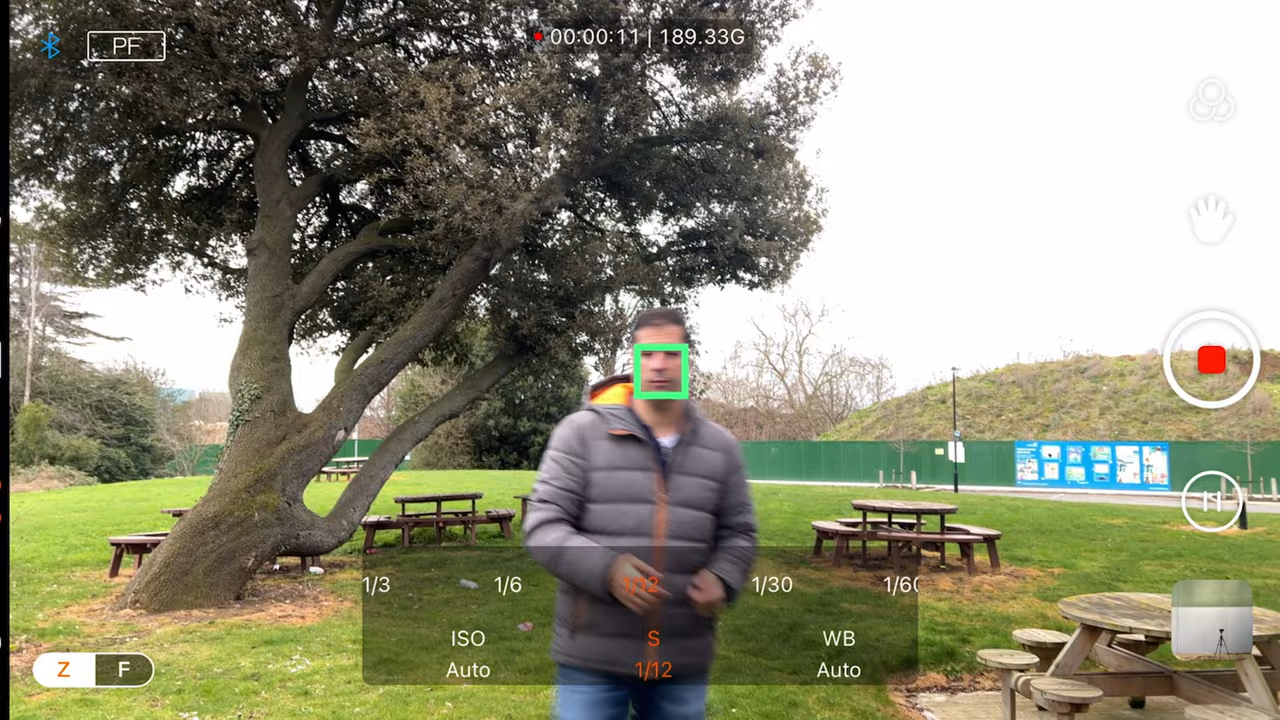 PF
00:00:11 | 189.33G
1/3 1/6 1/12 1/30 1/60
ISO S WB
Auto 1/12 Auto
Z F